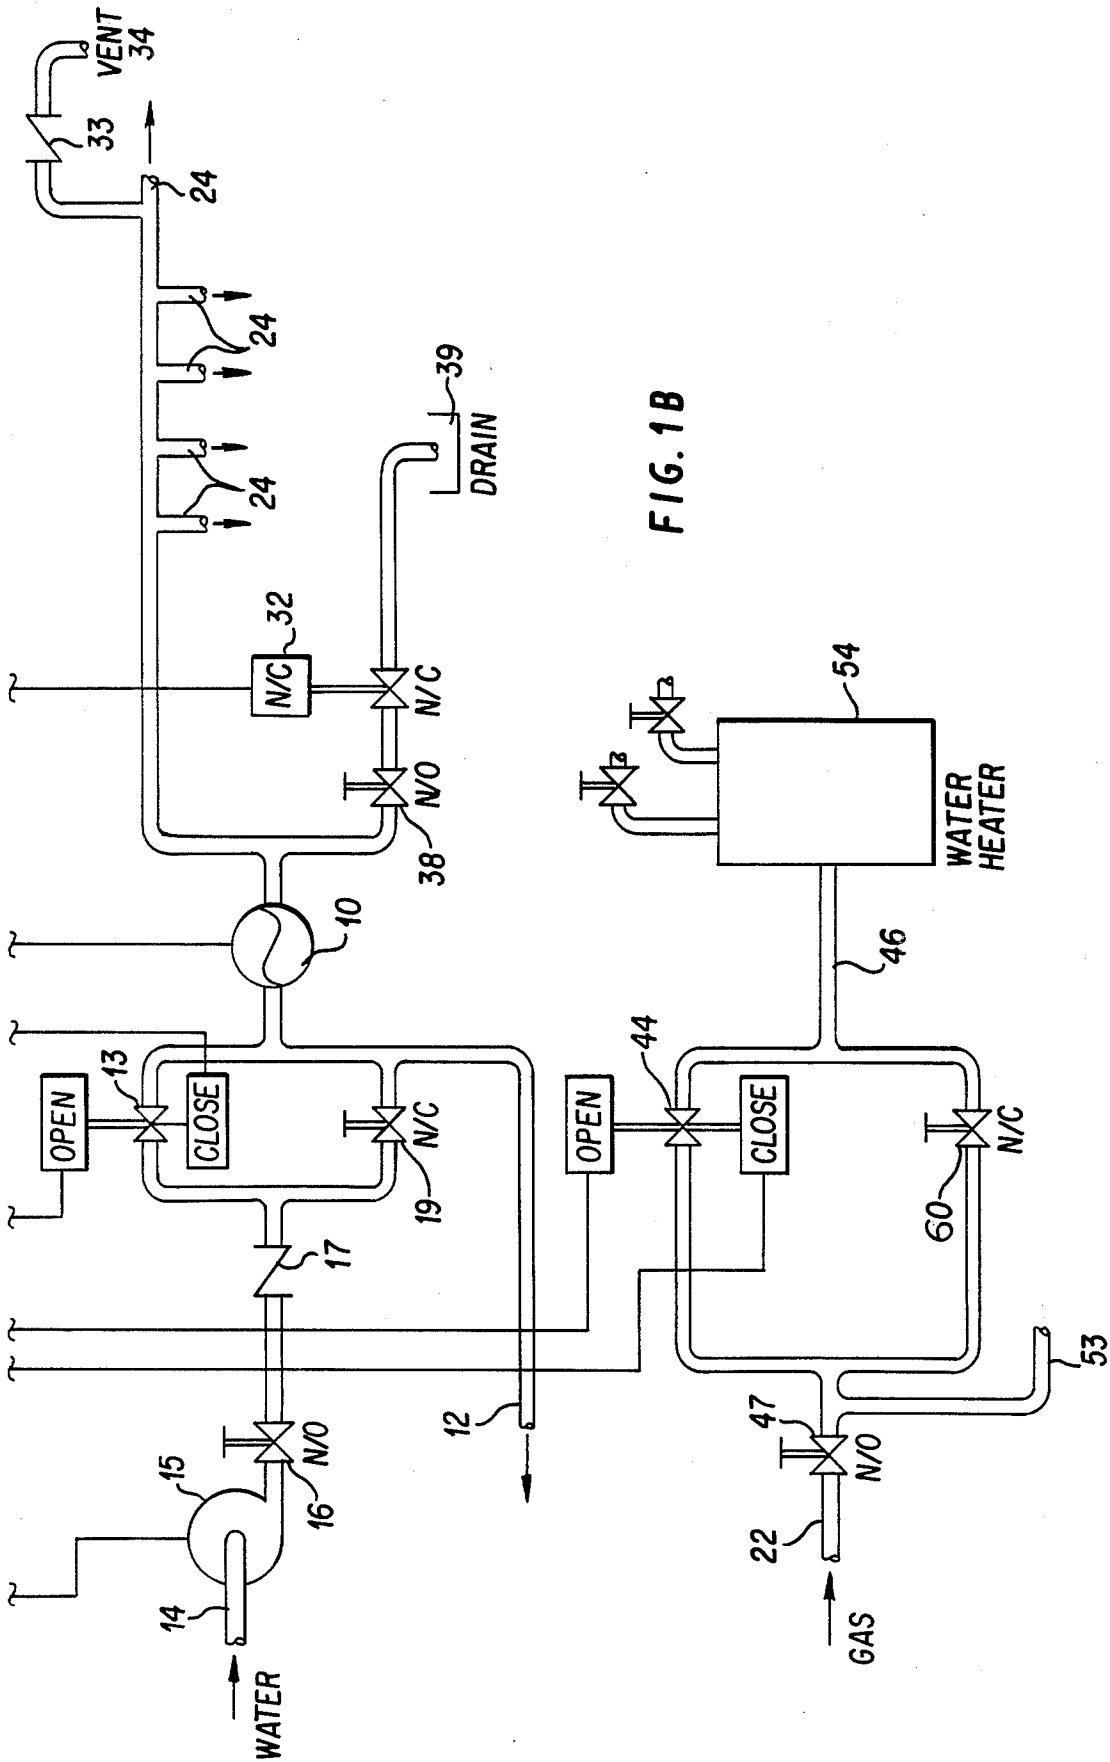 VENT
34
33
24
24
24
39
DRAIN
N/C
32
N/C
N/O
38
10
OPEN
13
CLOSE
N/C
19
17
12
15
N/O
16
14
WATER
FIG. 1B
54
WATER
HEATER
46
44
OPEN
CLOSE
N/C
60
53
47
N/O
22
GAS